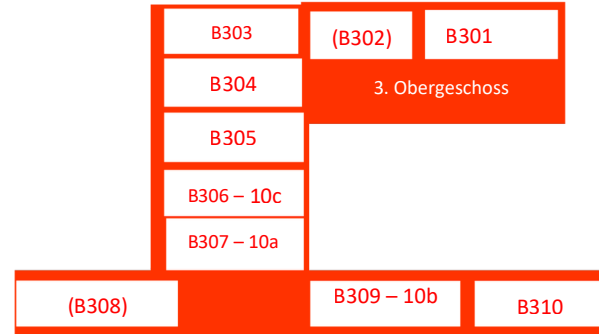 B303
(B302)
B301
B304
3. Obergeschoss
B305
B306 – 10c
B307 – 10a
(B308)
B309 – 10b
B310